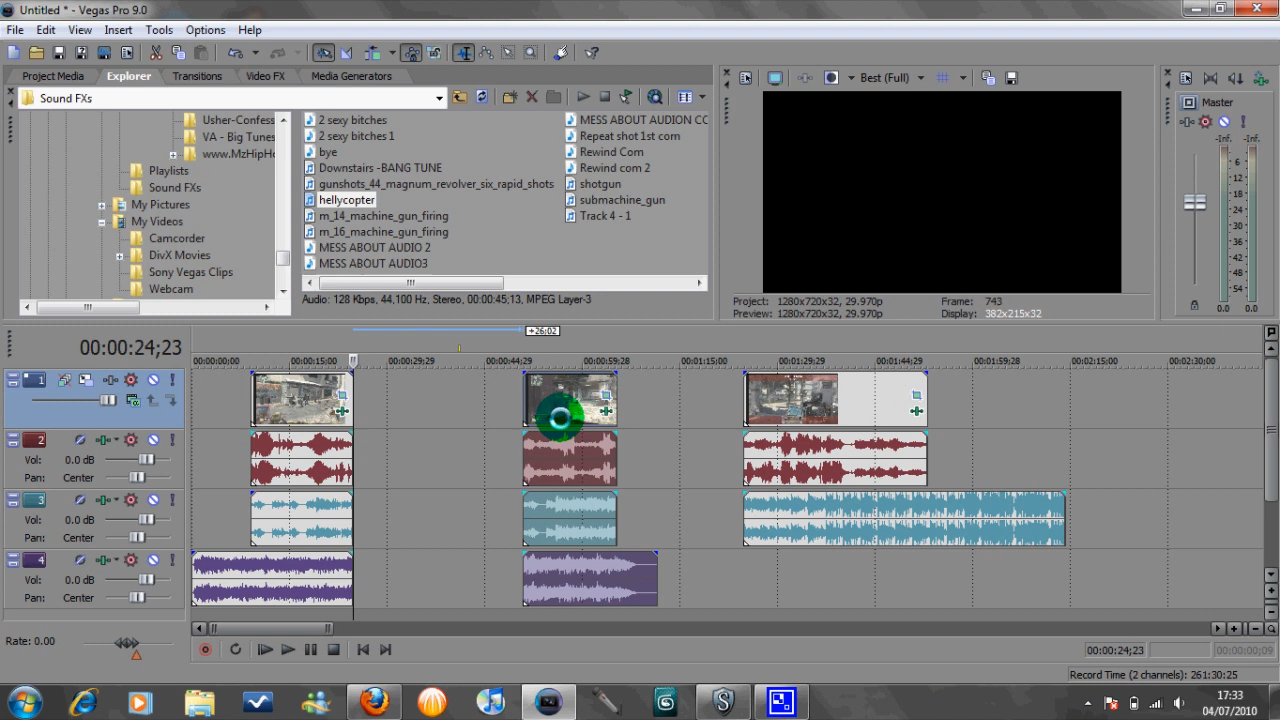 Untitled * - Vegas Pro 9.0
File Edit View Insert Tools Options Help
Project Media Explorer Transitions Video FX Media Generators
Sound FXs
Best (Full)
Master
Usher-Confess
VA - Big Tunes
www.MzHipHo
Playlists
Sound FXs
My Pictures
My Videos
Camcorder
DivX Movies
Sony Vegas Clips
Webcam
2 sexy bitches
2 sexy bitches 1
bye
Downstairs -BANG TUNE
gunshots_44_magnum_revolver_six_rapid_shots
hellycopter
m_14_machine_gun_firing
m_16_machine_gun_firing
MESS ABOUT AUDIO 2
MESS ABOUT AUDIO3
MESS ABOUT AUDION CO
Repeat shot 1st com
Rewind Com
Rewind com 2
shotgun
submachine_gun
Track 4 - 1
Audio: 128 Kbps, 44,100 Hz, Stereo, 00:00:45;13, MPEG Layer-3
Project: 1280x720x32, 29.970p Frame: 743
Preview: 1280x720x32, 29.970p Display: 382x215x32
-Inf. -Inf.
6
12
18
24
30
36
42
48
54
0.0 0.0
+26;02
00:00:24;23
00:00:00;00 00:00:15;00 00:00:29;29 00:00:44;29 00:00:59;28 00:01:15;00 00:01:29;29 00:01:44;29 00:01:59;28 00:02:15;00 00:02:30;00
1
2
Vol: 0.0 dB
Pan: Center
3
Vol: 0.0 dB
Pan: Center
4
Vol: 0.0 dB
Pan: Center
Rate: 0.00
00:00:24;23 00:00:00;09
Record Time (2 channels): 261:30:25
17:33
04/07/2010